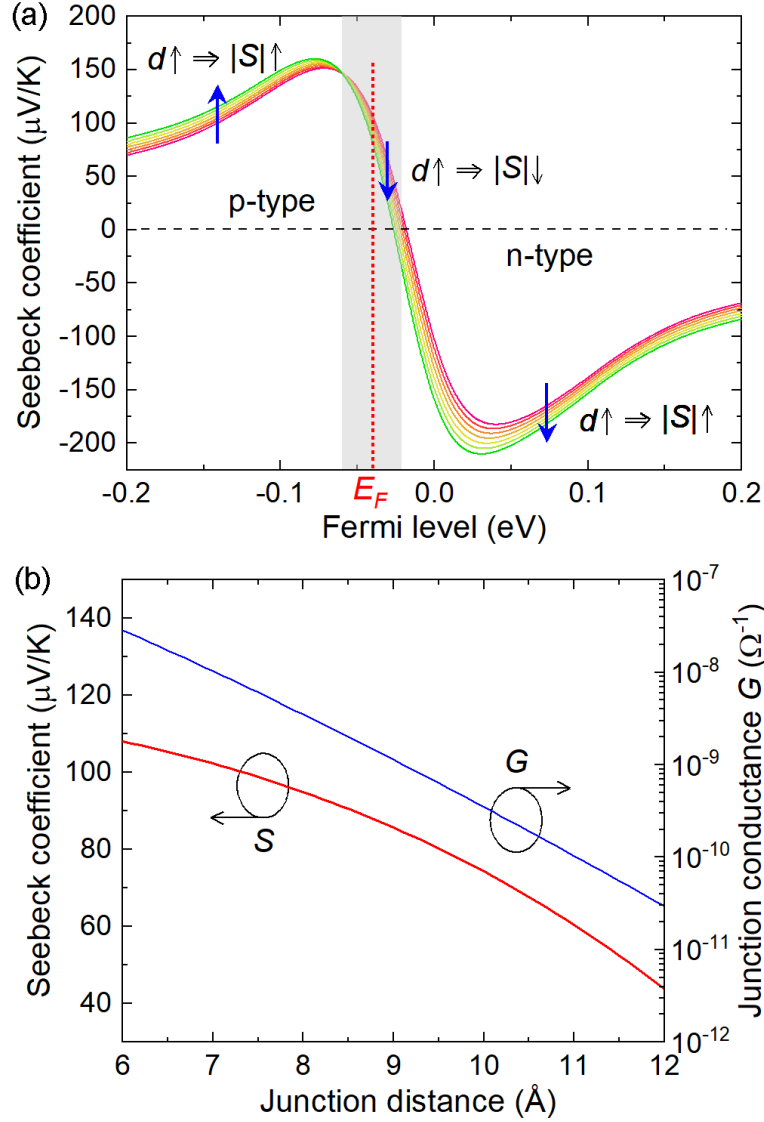 (a)
200
150
100
50
0
-50
-100
-150
-200
Seebeck coefficient (μV/K)
d↑ ⇒ |S|↑
d↑ ⇒ |S|↓
p-type
n-type
d↑ ⇒ |S|↑
-0.2
-0.1
E_F
0.0
0.1
0.2
Fermi level (eV)
(b)
140
120
100
80
60
40
Seebeck coefficient (μV/K)
S
G
10⁻⁷
10⁻⁸
10⁻⁹
10⁻¹⁰
10⁻¹¹
10⁻¹²
Junction conductance G (Ω⁻¹)
6
7
8
9
10
11
12
Junction distance (Å)